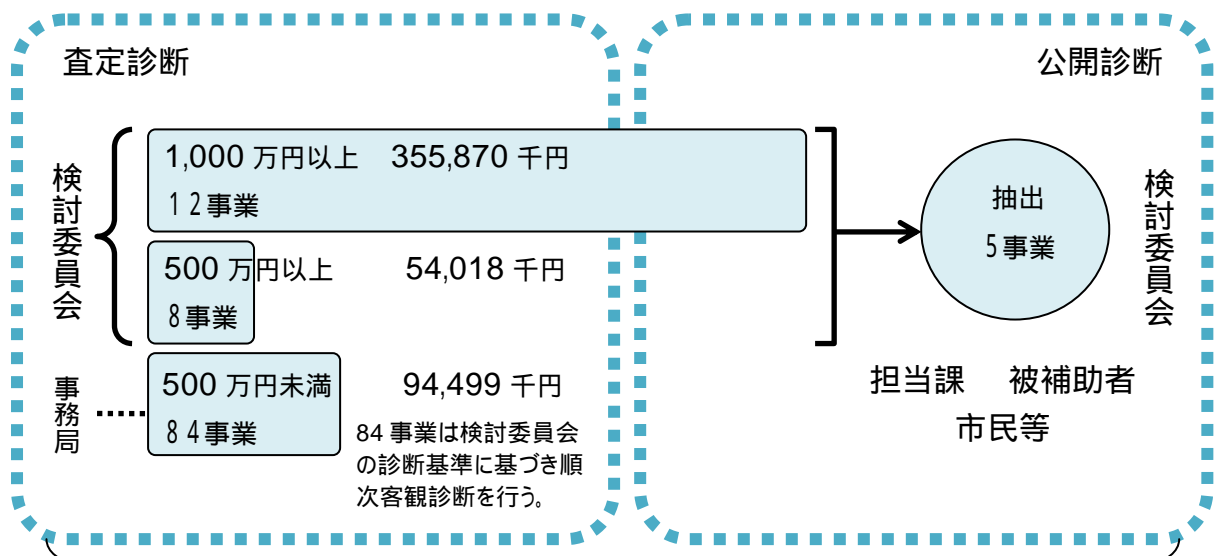 査定診断
検討委員会
1,000 万円以上 355,870 千円
12事業
500 万円以上 54,018 千円
8事業
事務局
500 万円未満 94,499 千円
84事業
84 事業は検討委員会
の診断基準に基づき順
次客観診断を行う。
公開診断
抽出
5事業
検討委員会
担当課 被補助者
市民等